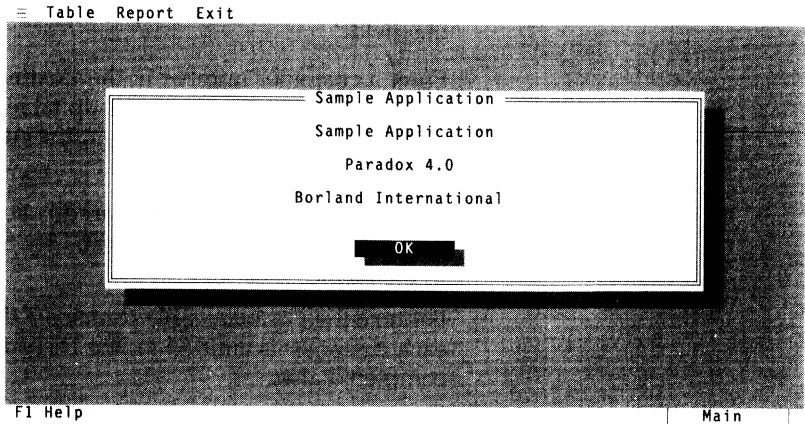 ≡ Table Report Exit
Sample Application
Sample Application
Paradox 4.0
Borland International
OK
F1 Help
Main